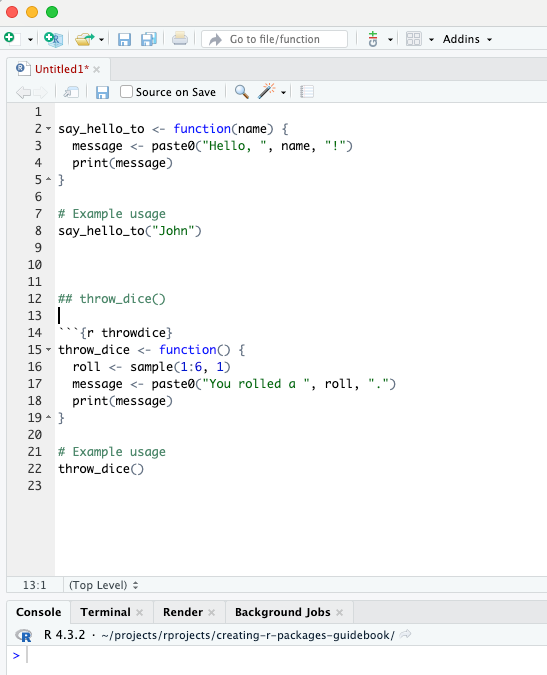 Go to file/function
Addins
Untitled1*
Source on Save
1
2 say_hello_to <- function(name) {
3   message <- paste0("Hello, ", name, "!")
4   print(message)
5 }
6
7 # Example usage
8 say_hello_to("John")
9
10
11
12 ## throw_dice()
13
14 ```{r throwdice}
15 throw_dice <- function() {
16   roll <- sample(1:6, 1)
17   message <- paste0("You rolled a ", roll, ".")
18   print(message)
19 }
20
21 # Example usage
22 throw_dice()
23
13:1 (Top Level)
Console Terminal Render Background Jobs
R R 4.3.2 · ~/projects/rprojects/creating-r-packages-guidebook/
>